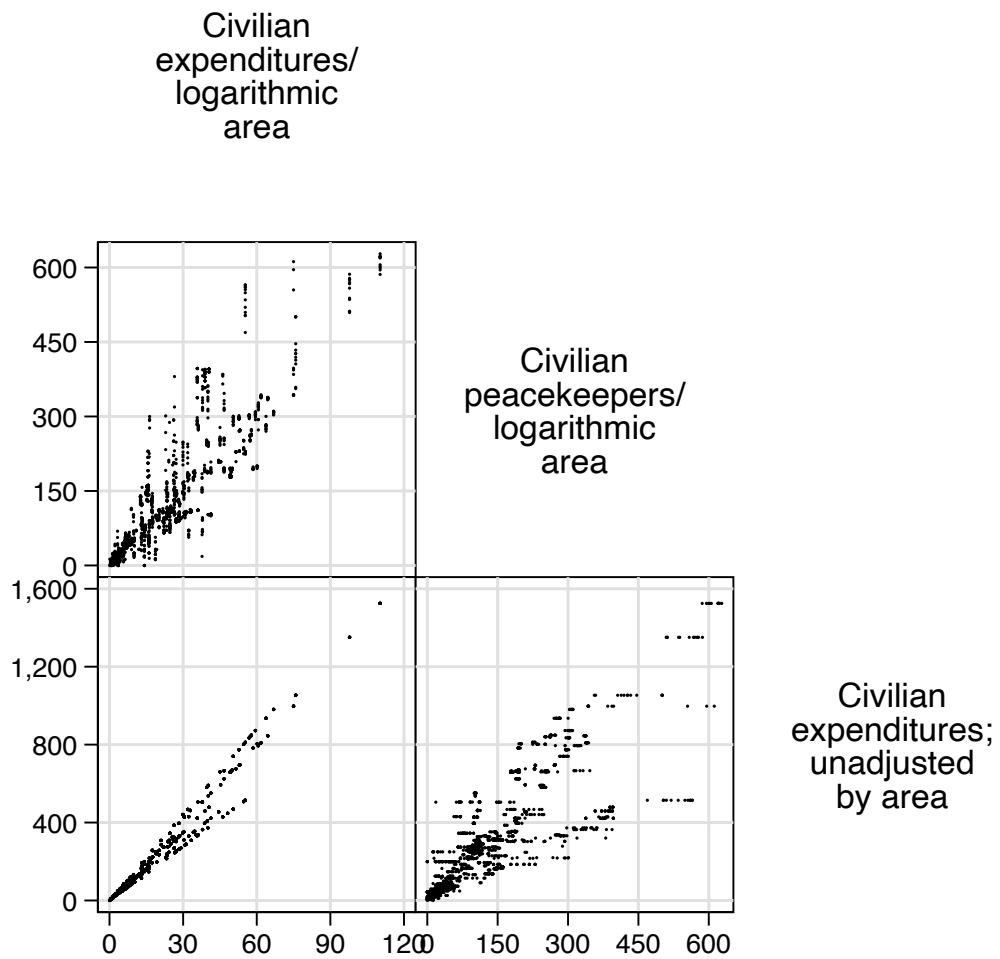 Civilian
expenditures/
logarithmic
area
600
450
300
150
0
Civilian
peacekeepers/
logarithmic
area
1,600
1,200
800
400
0
Civilian
expenditures;
unadjusted
by area
0 30 60 90 120
0 150 300 450 600